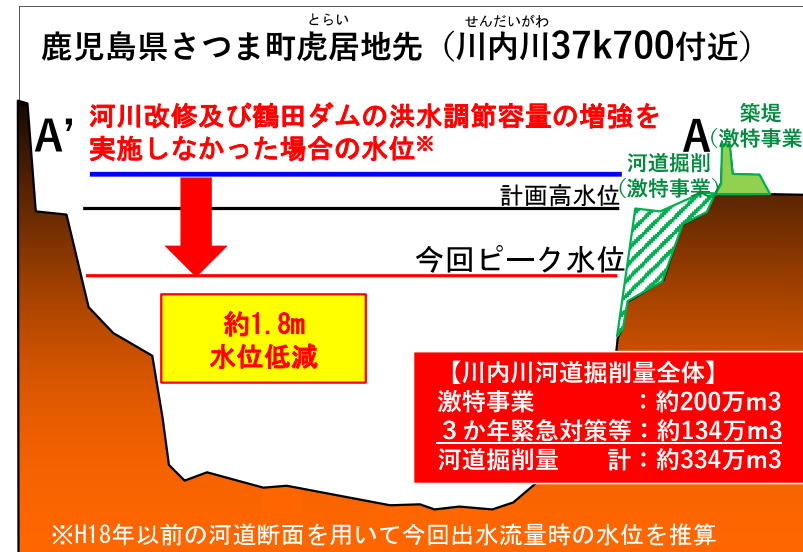 とらい せんだいがわ
鹿児島県さつま町虎居地先（川内川37k700付近）
A’
河川改修及び鶴田ダムの洪水調節容量の増強を
実施しなかった場合の水位※
A
築堤
(激特事業
河道掘削
(激特事業)
計画高水位
今回ピーク水位
約1.8m
水位低減
【川内川河道掘削量全体】
激特事業　　　　：約200万m3
３か年緊急対策等：約134万m3
河道掘削量　　計：約334万m3
※H18年以前の河道断面を用いて今回出水流量時の水位を推算